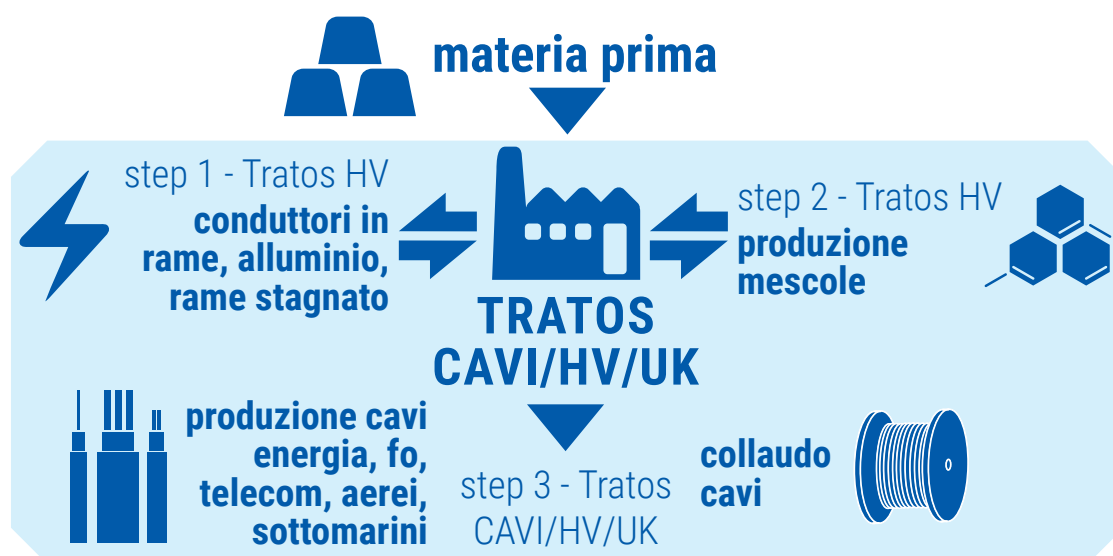 materia prima
step 1 - Tratos HV
conduttori in
rame, alluminio,
rame stagnato
step 2 - Tratos HV
produzione
mescole
TRATOS
CAVI/HV/UK
produzione cavi
energia, fo,
telecom, aerei,
sottomarini
step 3 - Tratos
CAVI/HV/UK
collaudo
cavi